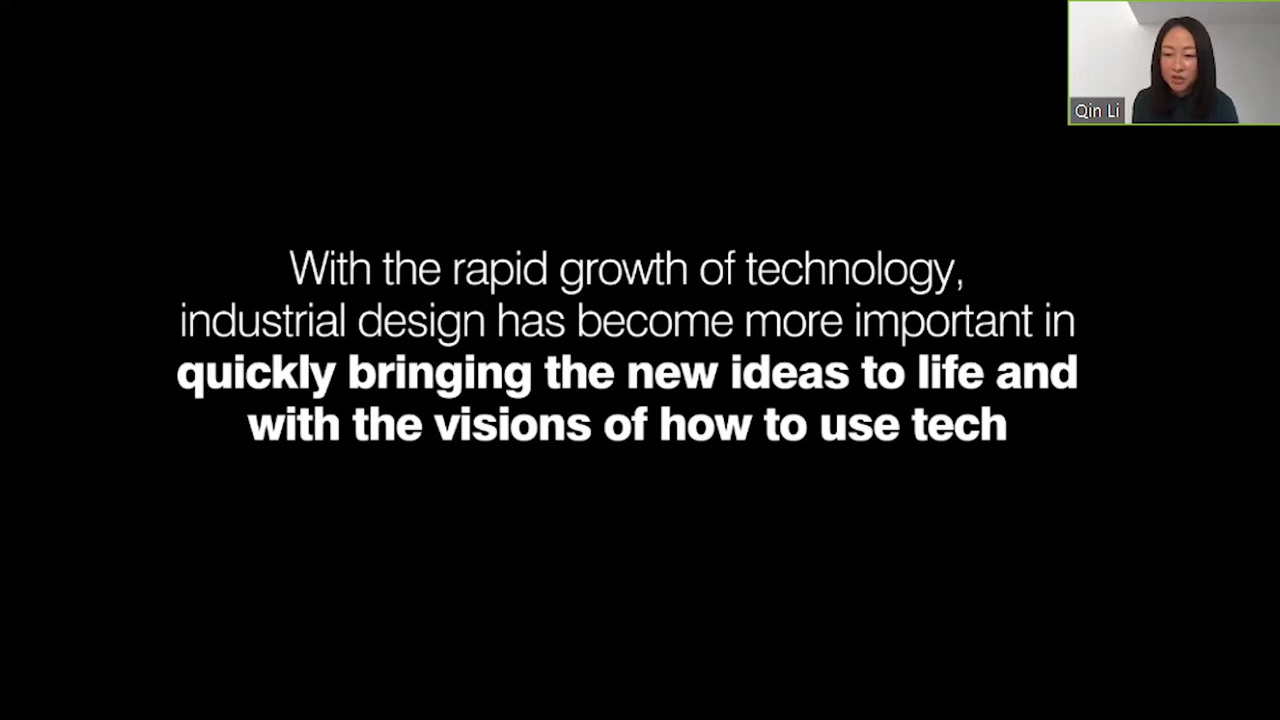 Qin Li
With the rapid growth of technology,
industrial design has become more important in
quickly bringing the new ideas to life and
with the visions of how to use tech